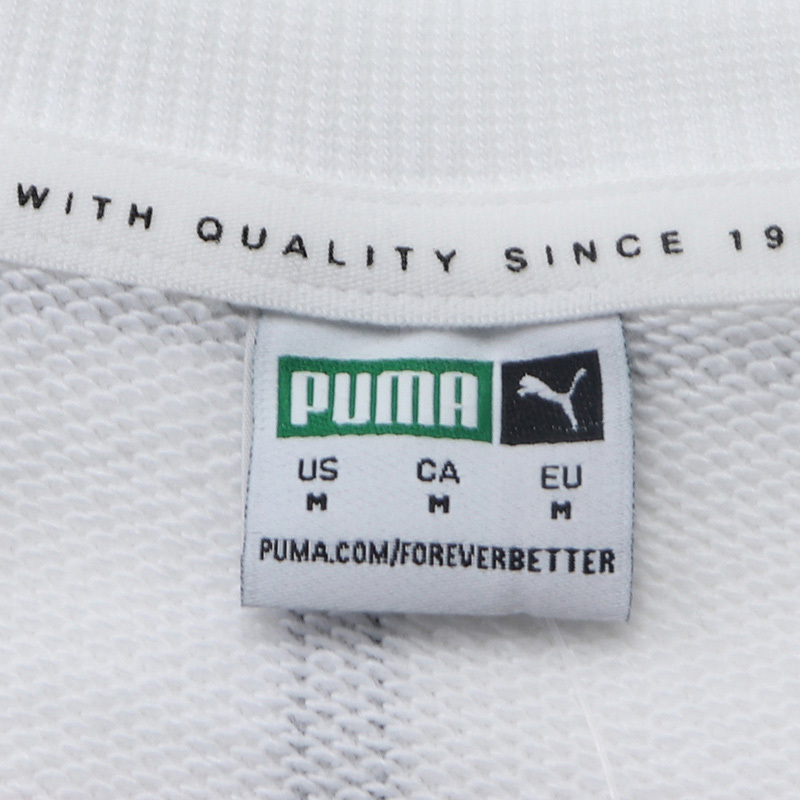 WITH QUALITY SINCE 19
PUMA
US CA EU
M M M
PUMA.COM/FOREVERBETTER